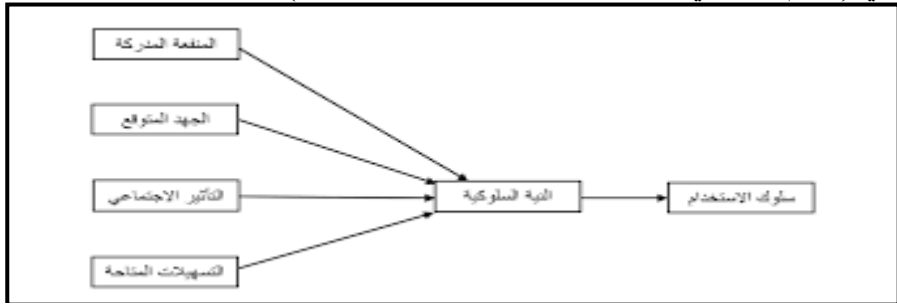 المنفعة المدركة
الجهد المتوقع
التأثير الاجتماعي
النية السلوكية
سلوك الاستخدام
التسهيلات المتاحة